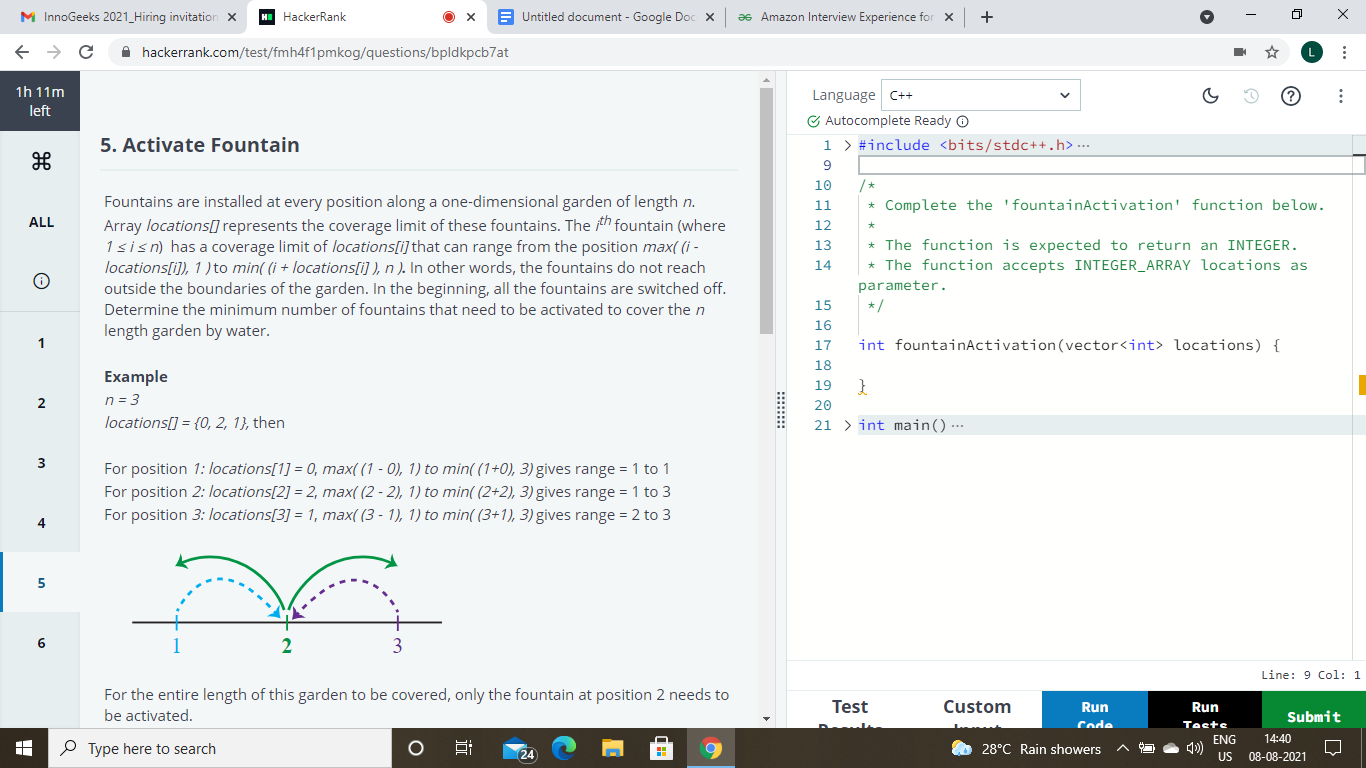 InnoGeeks 2021_Hiring invitation
HackerRank
Untitled document - Google Doc
Amazon Interview Experience for
hackerrank.com/test/fmh4f1pmkog/questions/bpldkpcb7at
L
1h 11m
left
ALL
1
2
3
4
5
6
5. Activate Fountain
Fountains are installed at every position along a one-dimensional garden of length n.
Array locations[] represents the coverage limit of these fountains. The ith fountain (where
1 ≤ i ≤ n) has a coverage limit of locations[i] that can range from the position max( (i -
locations[i]), 1 ) to min( (i + locations[i] ), n ). In other words, the fountains do not reach
outside the boundaries of the garden. In the beginning, all the fountains are switched off.
Determine the minimum number of fountains that need to be activated to cover the n
length garden by water.
Example
n = 3
locations[] = {0, 2, 1}, then
For position 1: locations[1] = 0, max( (1 - 0), 1) to min( (1+0), 3) gives range = 1 to 1
For position 2: locations[2] = 2, max( (2 - 2), 1) to min( (2+2), 3) gives range = 1 to 3
For position 3: locations[3] = 1, max( (3 - 1), 1) to min( (3+1), 3) gives range = 2 to 3
1 2 3
For the entire length of this garden to be covered, only the fountain at position 2 needs to
be activated.
Language C++
Autocomplete Ready
1 > #include <bits/stdc++.h> ···
9
10 /*
11 * Complete the 'fountainActivation' function below.
12 *
13 * The function is expected to return an INTEGER.
14 * The function accepts INTEGER_ARRAY locations as
parameter.
15 */
16
17 int fountainActivation(vector<int> locations) {
18
19 }
20
21 > int main() ···
Line: 9 Col: 1
Test
Results
Custom
Input
Run
Code
Run
Tests
Submit
Type here to search
24
28°C Rain showers
ENG
US
14:40
08-08-2021